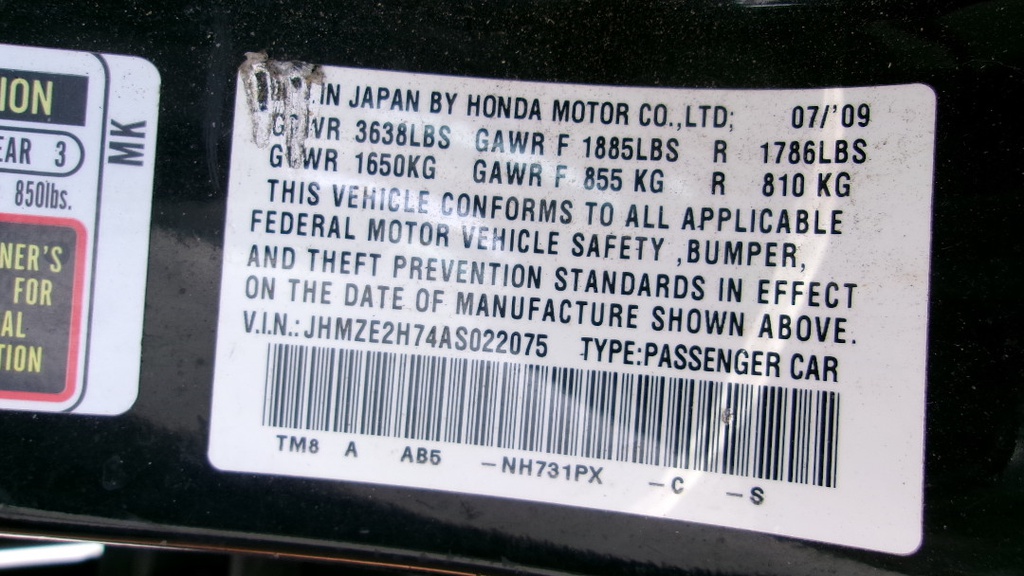 ION
EAR 3
850lbs.
NER'S
FOR
AL
TION
MK
IN JAPAN BY HONDA MOTOR CO.,LTD; 07/'09
GVWR 3638LBS GAWR F 1885LBS R 1786LBS
GVWR 1650KG GAWR F 855 KG R 810 KG
THIS VEHICLE CONFORMS TO ALL APPLICABLE
FEDERAL MOTOR VEHICLE SAFETY ,BUMPER,
AND THEFT PREVENTION STANDARDS IN EFFECT
ON THE DATE OF MANUFACTURE SHOWN ABOVE.
V.I.N.: JHMZE2H74AS022075 TYPE:PASSENGER CAR
TM8 A AB5 -NH731PX -C -S